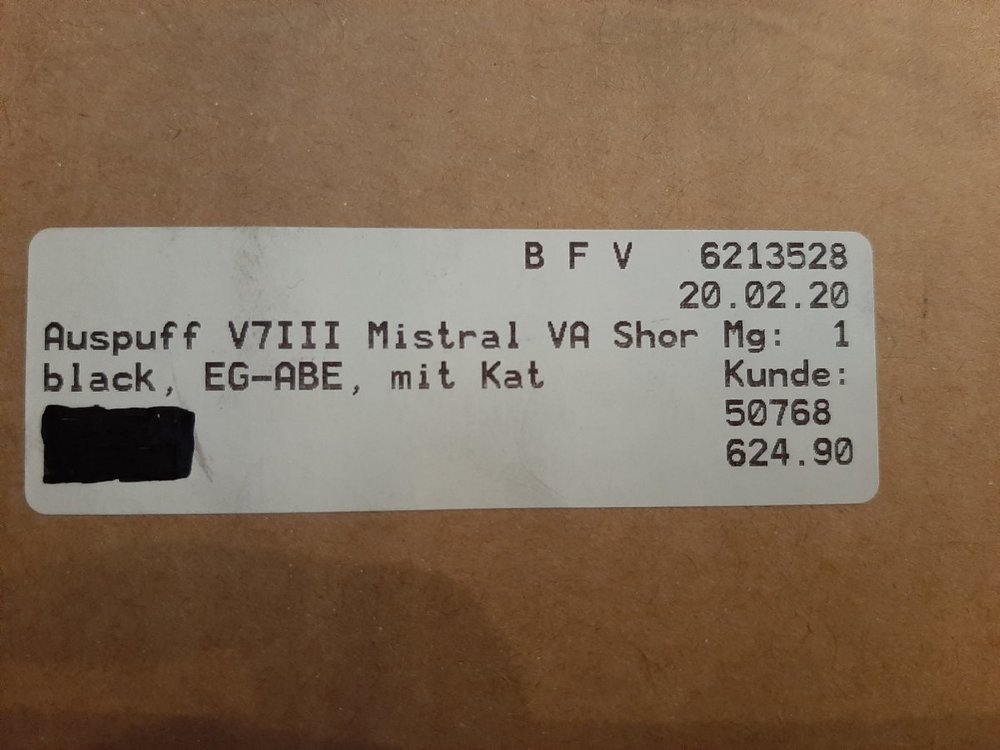 B F V 6213528
20.02.20
Auspuff V7III Mistral VA Shor Mg: 1
black, EG-ABE, mit Kat Kunde:
50768
624.90